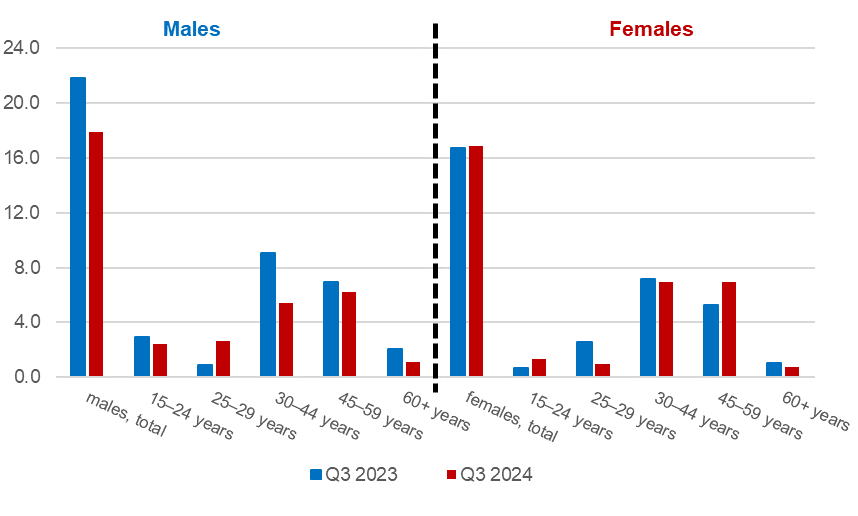 Males
Females
24.0
20.0
16.0
12.0
8.0
4.0
0.0
males, total
15–24 years
25–29 years
30–44 years
45–59 years
60+ years
females, total
15–24 years
25–29 years
30–44 years
45–59 years
60+ years
Q3 2023
Q3 2024